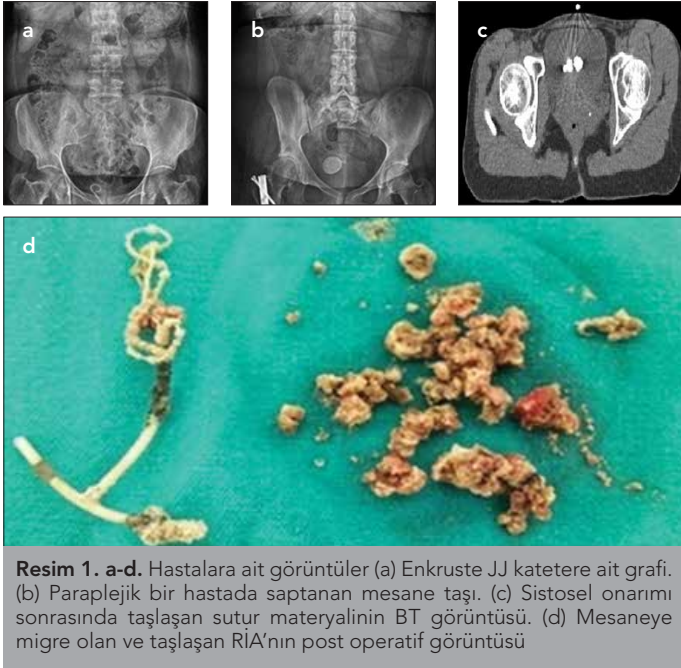 a
b
c
d
Resim 1. a-d. Hastalara ait görüntüler (a) Enkruste JJ katetere ait grafi.
(b) Paraplejik bir hastada saptanan mesane taşı. (c) Sistosel onarımı
sonrasında taşlaşan sutur materyalinin BT görüntüsü. (d) Mesaneye
migre olan ve taşlaşan RİA’nın post operatif görüntüsü